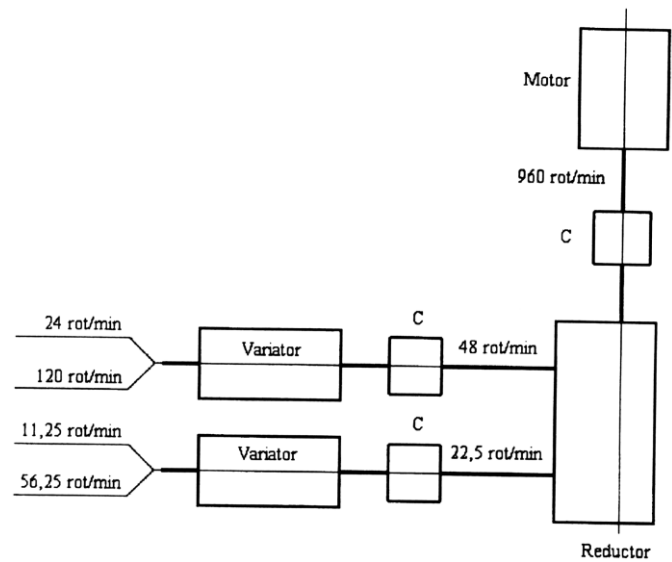 Motor
960 rot/min
C
24 rot/min
Variator
C
48 rot/min
120 rot/min
11,25 rot/min
Variator
C
22,5 rot/min
56,25 rot/min
Reductor